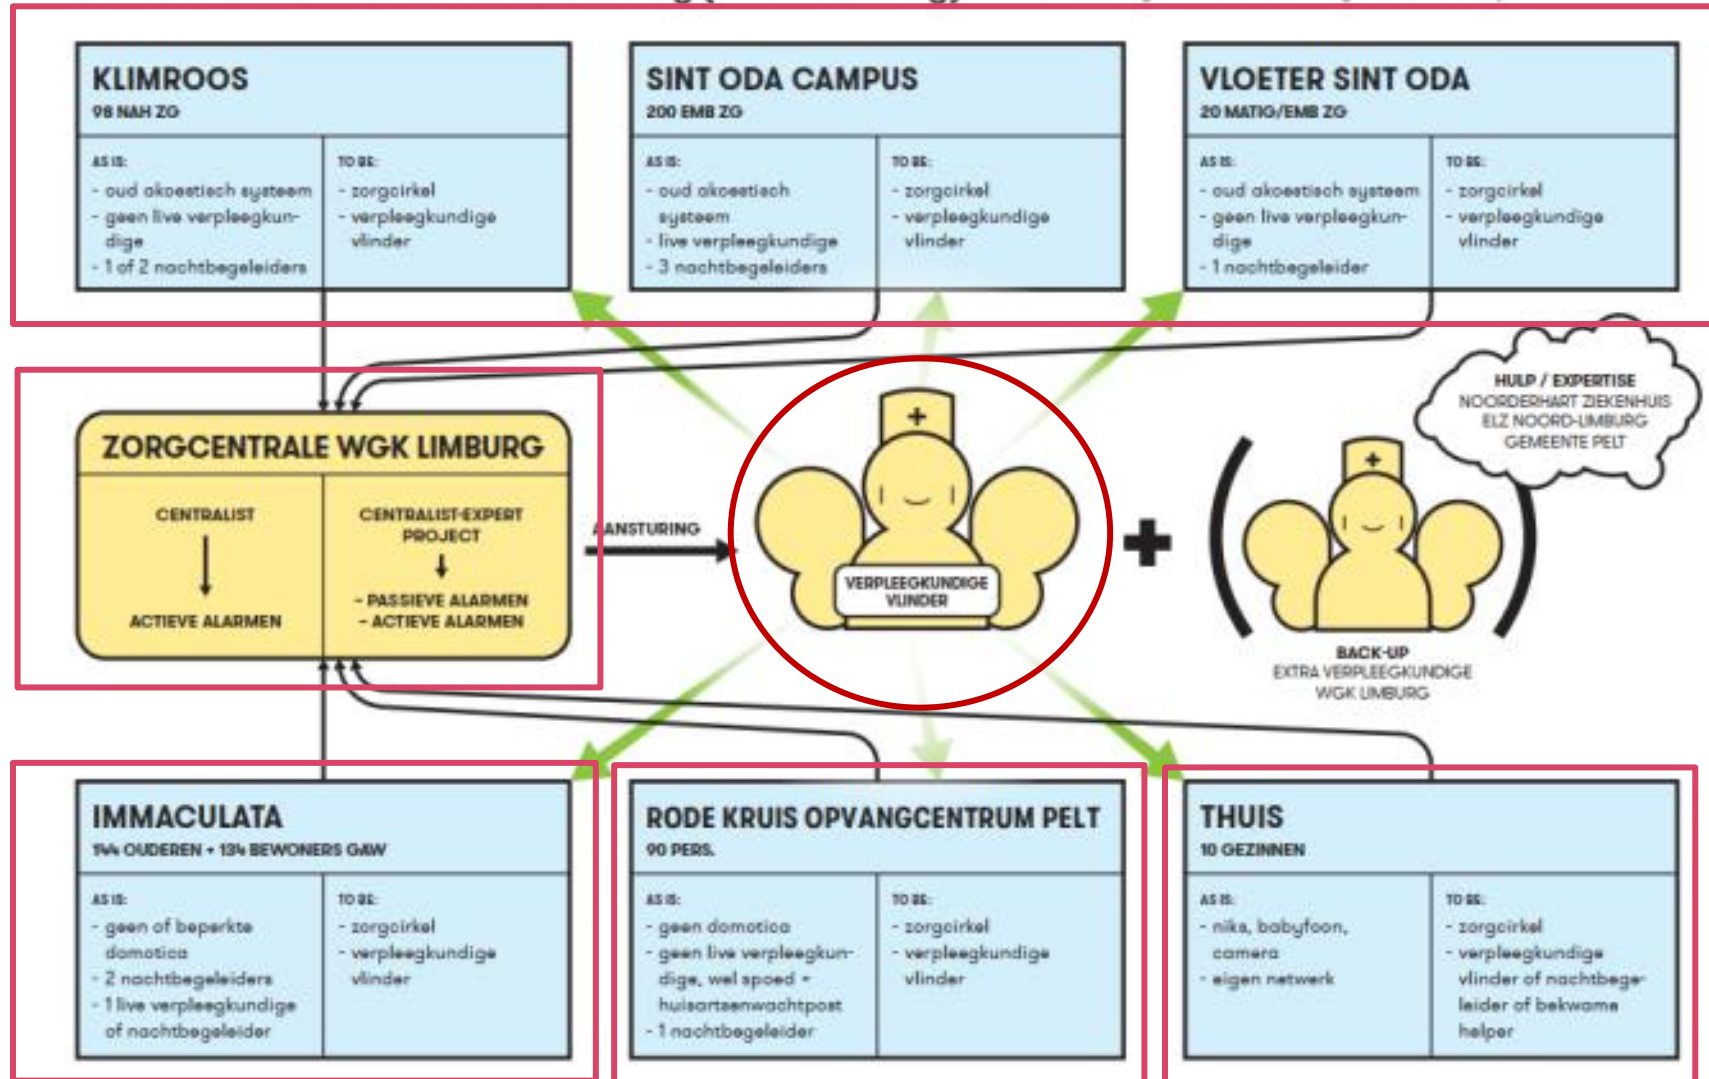 KLIMROOS
98 NAH ZG
AS IS:
- oud akoestisch systeem
- geen live verpleegkun-
dige
- 1 of 2 nachtbegeleiders
TO BE:
- zorgcirkel
- verpleegkundige
vlinder
SINT ODA CAMPUS
200 EMB ZG
AS IS:
- oud akoestisch
systeem
- live verpleegkundige
- 3 nachtbegeleiders
TO BE:
- zorgcirkel
- verpleegkundige
vlinder
VLOETER SINT ODA
20 MATIG/EMB ZG
AS IS:
- oud akoestisch systeem
- geen live verpleegkun-
dige
- 1 nachtbegeleider
TO BE:
- zorgcirkel
- verpleegkundige
vlinder
HULP / EXPERTISE
NOORDERHART ZIEKENHUIS
ELZ NOORD-LIMBURG
GEMEENTE PELT
ZORGCENTRALE WGK LIMBURG
CENTRALIST
ACTIEVE ALARMEN
CENTRALIST-EXPERT
PROJECT
- PASSIEVE ALARMEN
- ACTIEVE ALARMEN
AANSTURING
VERPLEEGKUNDIGE
VLINDER
BACK-UP
EXTRA VERPLEEGKUNDIGE
WGK LIMBURG
IMMACULATA
144 OUDEREN + 134 BEWONERS GAW
AS IS:
- geen of beperkte
domotica
- 2 nachtbegeleiders
- 1 live verpleegkundige
of nachtbegeleider
TO BE:
- zorgcirkel
- verpleegkundige
vlinder
RODE KRUIS OPVANGCENTRUM PELT
90 PERS.
AS IS:
- geen domotica
- geen live verpleegkun-
dige, wel spoed +
huisartsenwachtpost
- 1 nachtbegeleider
TO BE:
- zorgcirkel
- verpleegkundige
vlinder
THUIS
10 GEZINNEN
AS IS:
- niks, babyfoon,
camera
- eigen netwerk
TO BE:
- zorgcirkel
- verpleegkundige
vlinder of nachtbege-
leider of bekwame
helper